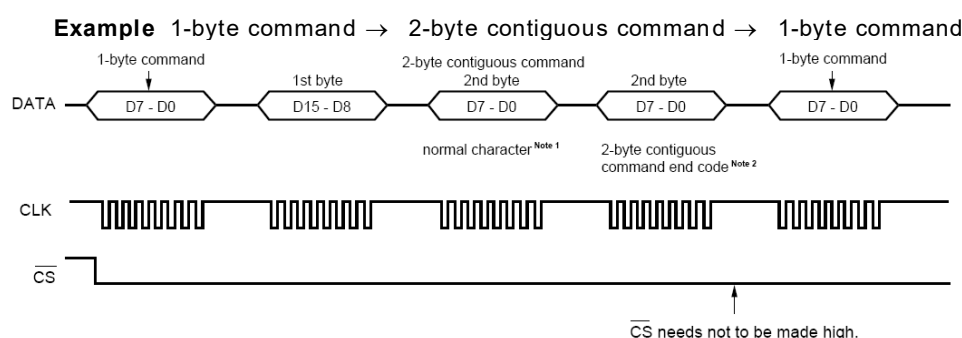 Example 1-byte command → 2-byte contiguous command → 1-byte command
1-byte command 2-byte contiguous command 1-byte command
1st byte 2nd byte 2nd byte
DATA D7 - D0 D15 - D8 D7 - D0 D7 - D0 D7 - D0
normal character Note 1 2-byte contiguous
command end code Note 2
CLK
CS
CS needs not to be made high.